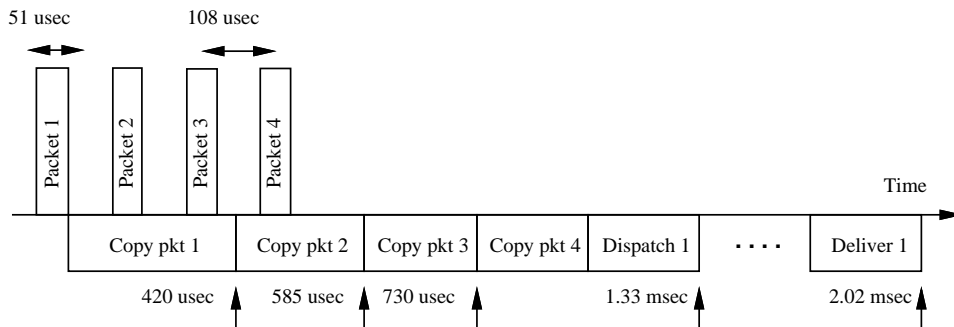 51 usec
108 usec
Packet 1
Packet 2
Packet 3
Packet 4
Time
Copy pkt 1
Copy pkt 2
Copy pkt 3
Copy pkt 4
Dispatch 1
. . . .
Deliver 1
420 usec
585 usec
730 usec
1.33 msec
2.02 msec